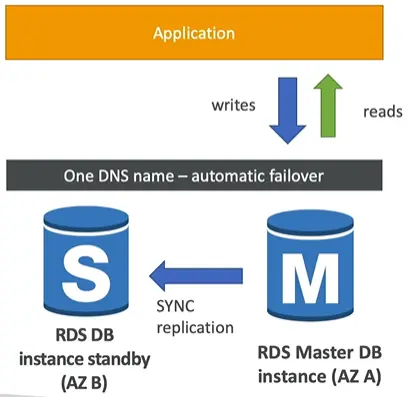 Application
writes
reads
One DNS name – automatic failover
S
M
SYNC
replication
RDS DB
instance standby
(AZ B)
RDS Master DB
instance (AZ A)